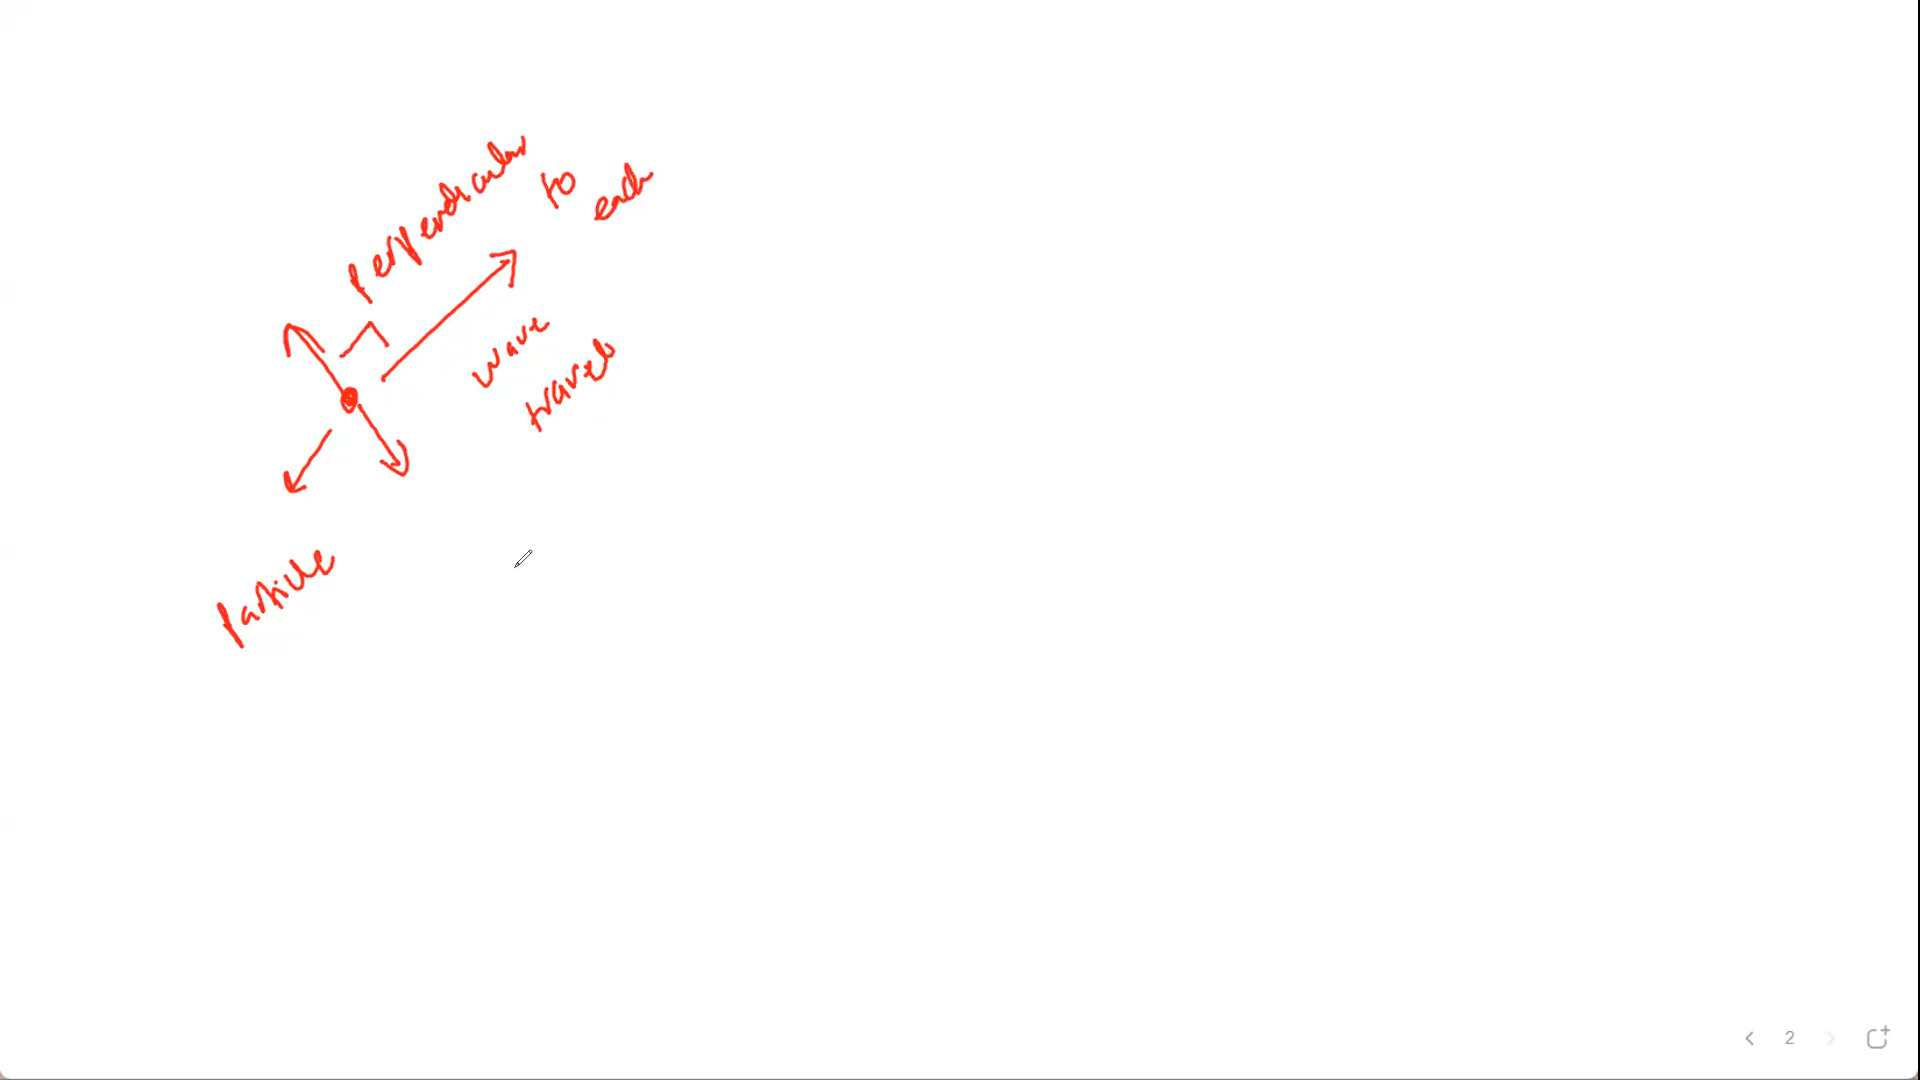 perpendicular
to
each
wave
travels
particle
2